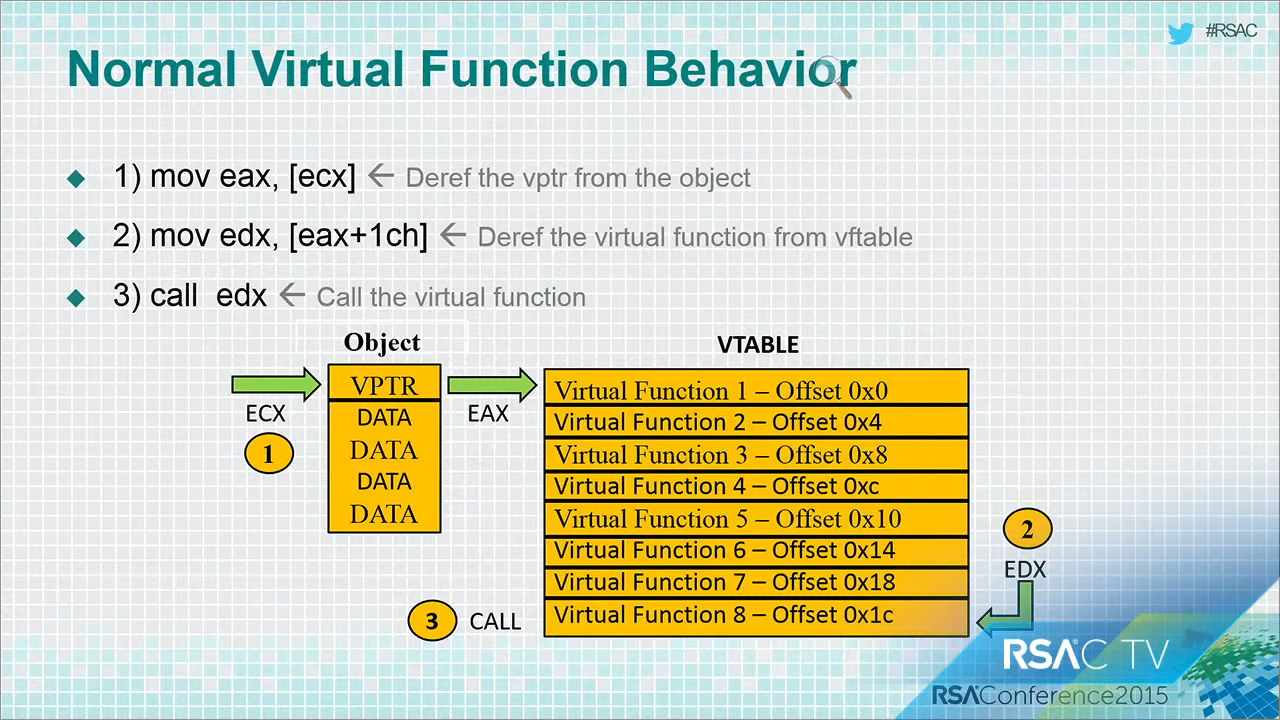 #RSAC
Normal Virtual Function Behavior
1) mov eax, [ecx] ← Deref the vptr from the object
2) mov edx, [eax+1ch] ← Deref the virtual function from vftable
3) call edx ← Call the virtual function
Object
VTABLE
VPTR
DATA
DATA
DATA
DATA
ECX
1
EAX
Virtual Function 1 – Offset 0x0
Virtual Function 2 – Offset 0x4
Virtual Function 3 – Offset 0x8
Virtual Function 4 – Offset 0xc
Virtual Function 5 – Offset 0x10
Virtual Function 6 – Offset 0x14
Virtual Function 7 – Offset 0x18
Virtual Function 8 – Offset 0x1c
2
EDX
3 CALL
RSAC TV
RSAConference2015